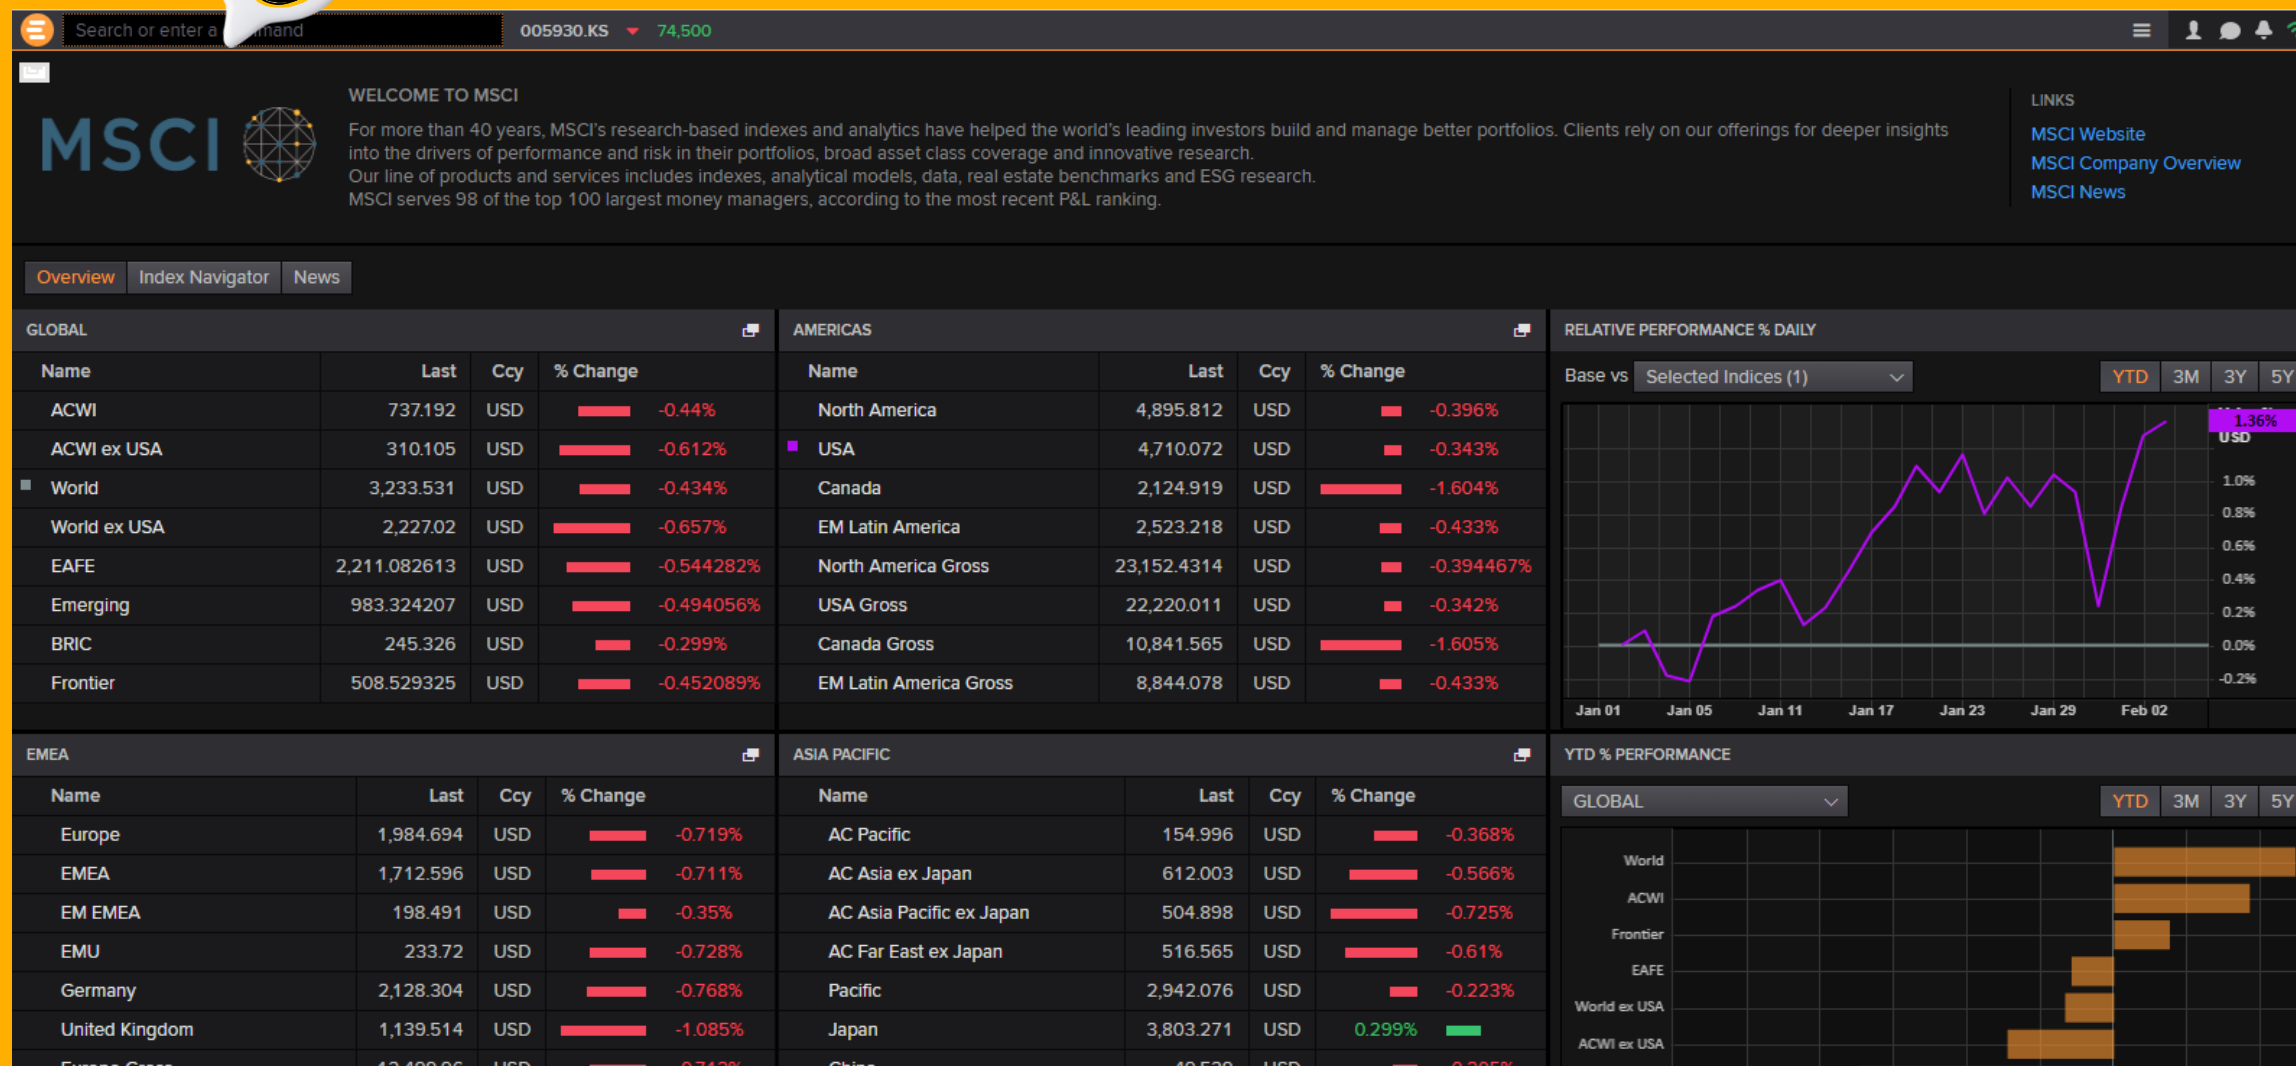 Search or enter a mand
005930.KS 74,500
MSCI
WELCOME TO MSCI
For more than 40 years, MSCI's research-based indexes and analytics have helped the world's leading investors build and manage better portfolios. Clients rely on our offerings for deeper insights
into the drivers of performance and risk in their portfolios, broad asset class coverage and innovative research.
Our line of products and services includes indexes, analytical models, data, real estate benchmarks and ESG research.
MSCI serves 98 of the top 100 largest money managers, according to the most recent P&L ranking.
LINKS
MSCI Website
MSCI Company Overview
MSCI News
Overview Index Navigator News
GLOBAL
Name Last Ccy % Change
ACWI 737.192 USD -0.44%
ACWI ex USA 310.105 USD -0.612%
World 3,233.531 USD -0.434%
World ex USA 2,227.02 USD -0.657%
EAFE 2,211.082613 USD -0.544282%
Emerging 983.324207 USD -0.494056%
BRIC 245.326 USD -0.299%
Frontier 508.529325 USD -0.452089%
AMERICAS
Name Last Ccy % Change
North America 4,895.812 USD -0.396%
USA 4,710.072 USD -0.343%
Canada 2,124.919 USD -1.604%
EM Latin America 2,523.218 USD -0.433%
North America Gross 23,152.4314 USD -0.394467%
USA Gross 22,220.011 USD -0.342%
Canada Gross 10,841.565 USD -1.605%
EM Latin America Gross 8,844.078 USD -0.433%
RELATIVE PERFORMANCE % DAILY
Base vs Selected Indices (1) YTD 3M 3Y 5Y
1.36%
USD
1.0%
0.8%
0.6%
0.4%
0.2%
0.0%
-0.2%
Jan 01 Jan 05 Jan 11 Jan 17 Jan 23 Jan 29 Feb 02
EMEA
Name Last Ccy % Change
Europe 1,984.694 USD -0.719%
EMEA 1,712.596 USD -0.711%
EM EMEA 198.491 USD -0.35%
EMU 233.72 USD -0.728%
Germany 2,128.304 USD -0.768%
United Kingdom 1,139.514 USD -1.085%
ASIA PACIFIC
Name Last Ccy % Change
AC Pacific 154.996 USD -0.368%
AC Asia ex Japan 612.003 USD -0.566%
AC Asia Pacific ex Japan 504.898 USD -0.725%
AC Far East ex Japan 516.565 USD -0.61%
Pacific 2,942.076 USD -0.223%
Japan 3,803.271 USD 0.299%
YTD % PERFORMANCE
GLOBAL YTD 3M 3Y 5Y
World
ACWI
Frontier
EAFE
World ex USA
ACWI ex USA